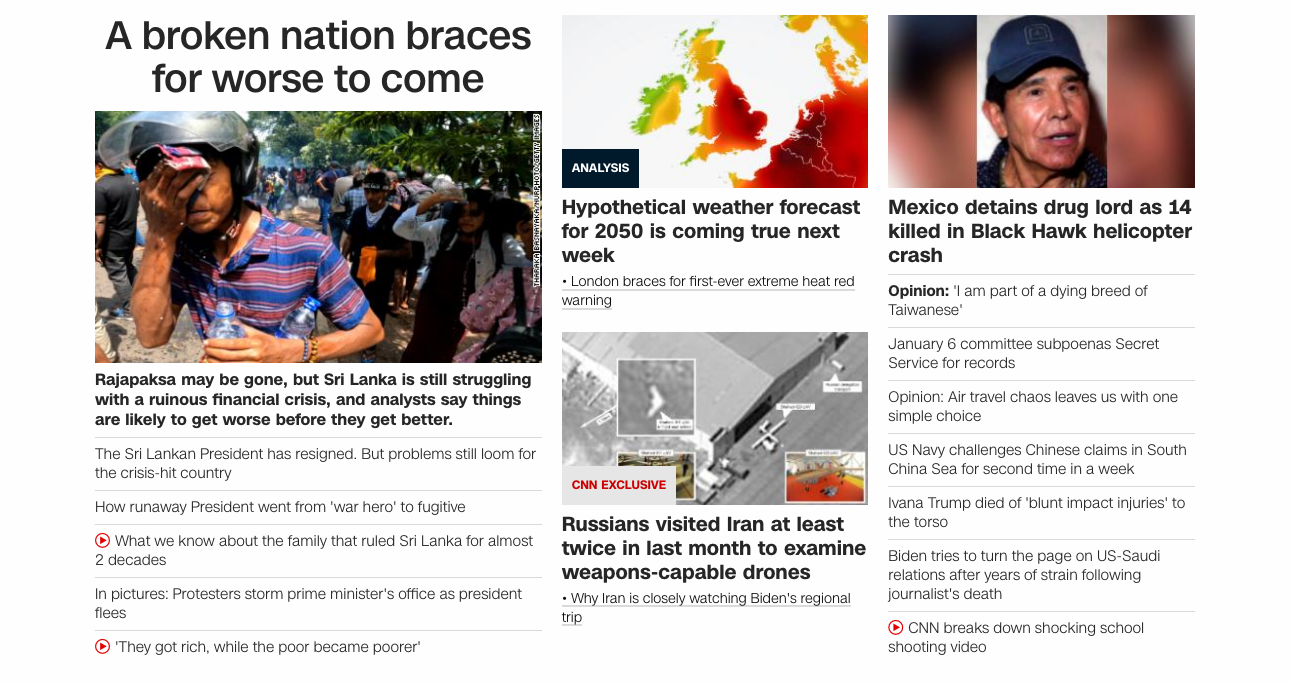 A broken nation braces
for worse to come
THARAKA BASNAYAKA/NURPHOTO/GETTY IMAGES
Rajapaksa may be gone, but Sri Lanka is still struggling
with a ruinous financial crisis, and analysts say things
are likely to get worse before they get better.
The Sri Lankan President has resigned. But problems still loom for
the crisis-hit country
How runaway President went from 'war hero' to fugitive
What we know about the family that ruled Sri Lanka for almost
2 decades
In pictures: Protesters storm prime minister's office as president
flees
'They got rich, while the poor became poorer'
ANALYSIS
Hypothetical weather forecast
for 2050 is coming true next
week
• London braces for first-ever extreme heat red
warning
CNN EXCLUSIVE
Russians visited Iran at least
twice in last month to examine
weapons-capable drones
• Why Iran is closely watching Biden's regional
trip
Mexico detains drug lord as 14
killed in Black Hawk helicopter
crash
Opinion: 'I am part of a dying breed of
Taiwanese'
January 6 committee subpoenas Secret
Service for records
Opinion: Air travel chaos leaves us with one
simple choice
US Navy challenges Chinese claims in South
China Sea for second time in a week
Ivana Trump died of 'blunt impact injuries' to
the torso
Biden tries to turn the page on US-Saudi
relations after years of strain following
journalist's death
CNN breaks down shocking school
shooting video